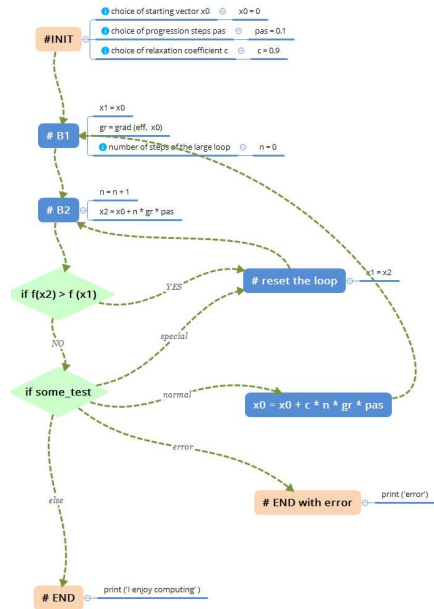 choice of starting vector x0 x0 = 0
#INIT choice of progression steps pas pas = 0.1
choice of relaxation coefficient c c = 0.9
x1 = x0
# B1 gr = grad (eff, x0)
number of steps of the large loop n = 0
n = n + 1
# B2
x2 = x0 + n * gr * pas
# reset the loop x1 = x2
YES
if f(x2) > f (x1)
special
NO
if some_test
normal
x0 = x0 + c * n * gr * pas
error
else
# END with error print ('error')
# END print ('I enjoy computing' )